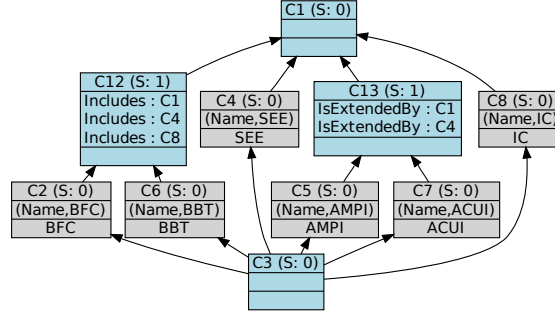 C1 (S: 0)
C12 (S: 1)
Includes : C1
Includes : C4
Includes : C8
C4 (S: 0)
(Name,SEE)
SEE
C13 (S: 1)
IsExtendedBy : C1
IsExtendedBy : C4
C8 (S: 0)
(Name,IC)
IC
C2 (S: 0)
(Name,BFC)
BFC
C6 (S: 0)
(Name,BBT)
BBT
C5 (S: 0)
(Name,AMPI)
AMPI
C7 (S: 0)
(Name,ACUI)
ACUI
C3 (S: 0)